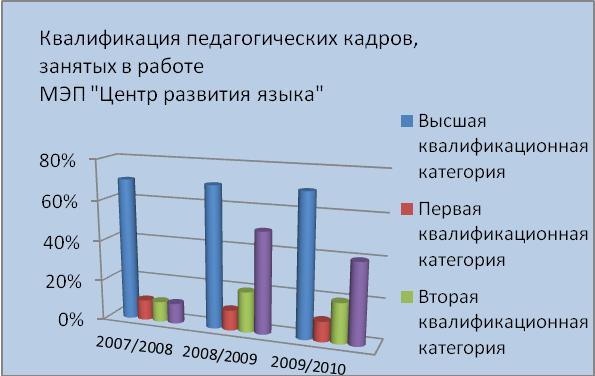 Квалификация педагогических кадров,
занятых в работе
МЭП "Центр развития языка"
80%
60%
40%
20%
0%
2007/2008
2008/2009
2009/2010
Высшая
квалификационная
категория
Первая
квалификационная
категория
Вторая
квалификационная
категория